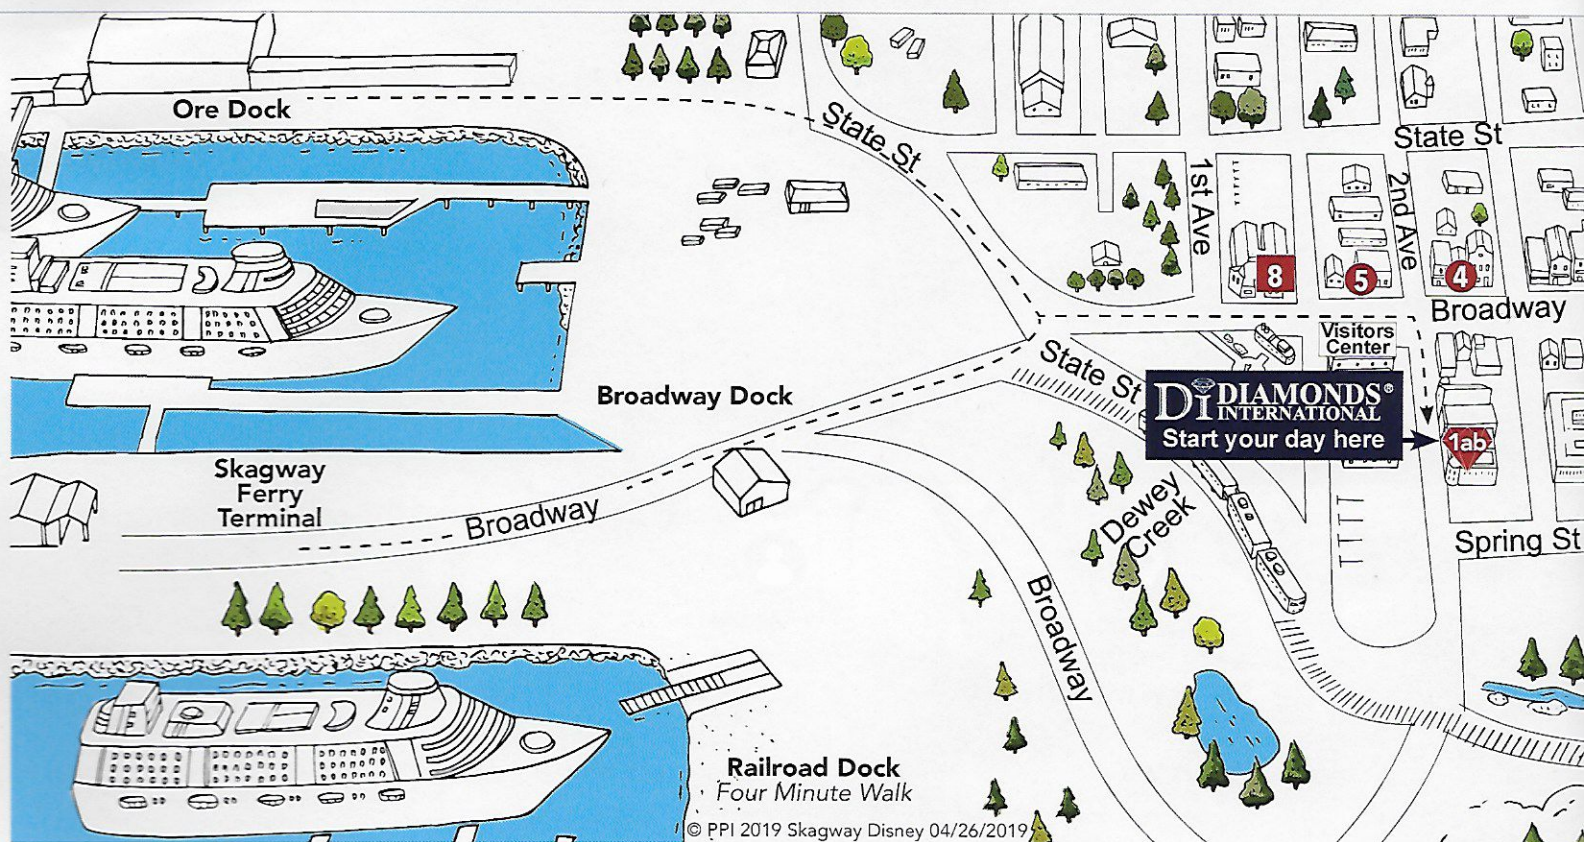 Ore Dock
State St
State St
1st Ave
2nd Ave
8
5
4
Broadway
Visitors
Center
State St
Broadway Dock
Di DIAMONDS®
INTERNATIONAL
Start your day here
1ab
Skagway
Ferry
Terminal
Broadway
Dewey
Creek
Spring St
Broadway
Railroad Dock
Four Minute Walk
© PPI 2019 Skagway Disney 04/26/2019